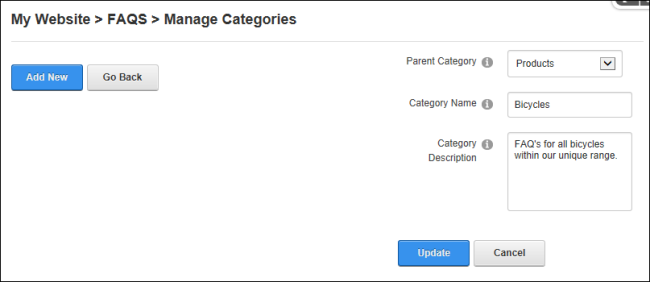 My Website > FAQS > Manage Categories
Add New
Go Back
Parent Category
Products
Category Name
Bicycles
Category
Description
FAQ's for all bicycles
within our unique range.
Update
Cancel